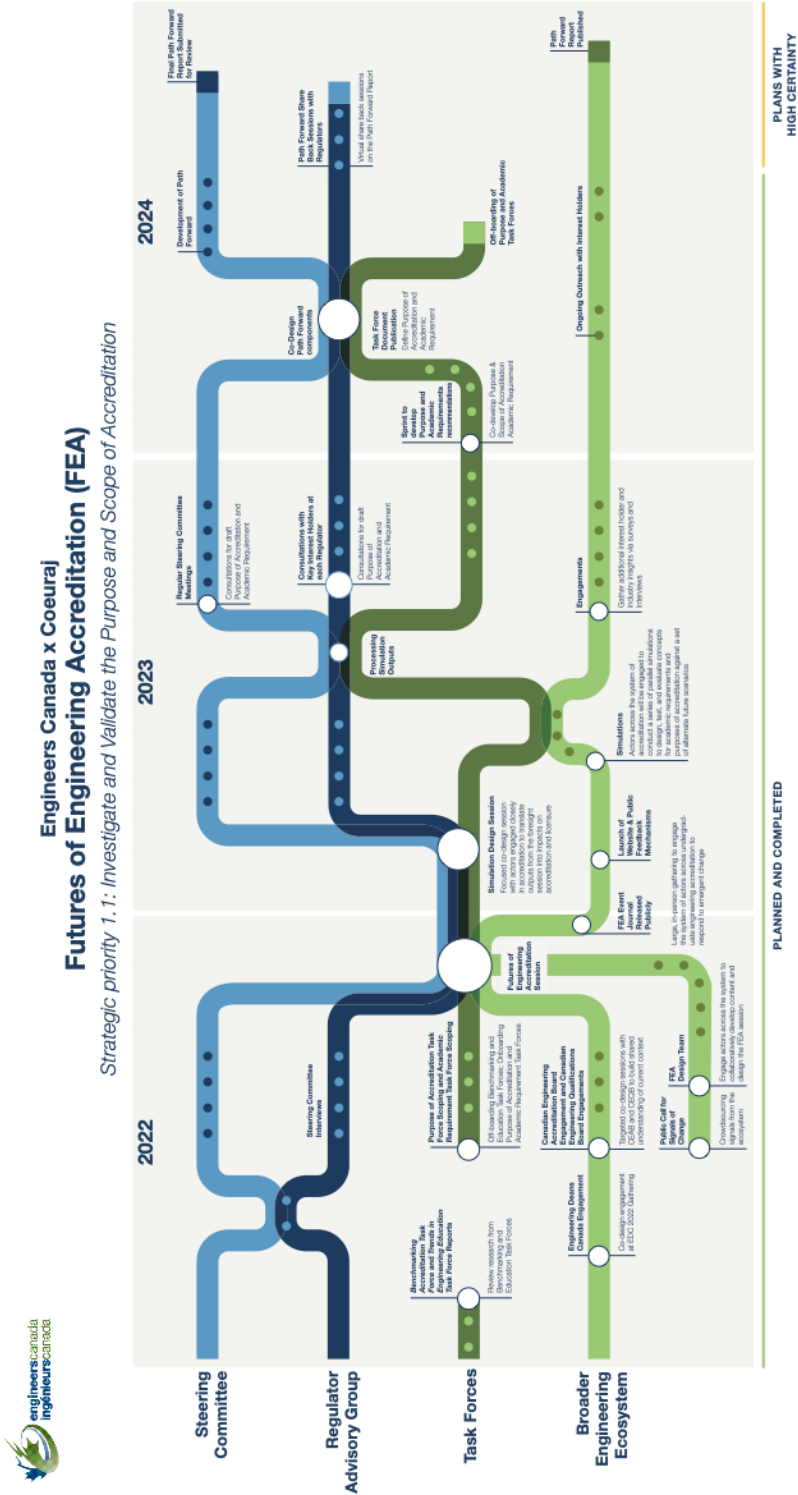 engineerscanada
ingénieurscanada
Engineers Canada x Coeuraj
Futures of Engineering Accreditation (FEA)
Strategic priority 1.1: Investigate and Validate the Purpose and Scope of Accreditation
2022
2023
2024
Steering
Committee
Regular Steering Committee
Meetings
Consultations for draft
Purpose of Accreditation and
Academic Requirement
Development of Path
Forward
Final Path Forward
Report Submitted
for Review
Regulator
Advisory Group
Steering Committee
Interviews
Processing
Simulation
Outputs
Consultations with
Key Interest Holders at
each Regulator
Consultations for draft
Purpose of
Accreditation and
Academic Requirement
Co-Design
Path Forward
components
Path Forward Share
Back Sessions with
Regulators
Virtual share back sessions
on the Path Forward Report
Task Forces
Benchmarking
Accreditation Task
Force and Trends in
Engineering Education
Task Force Reports
Review research from
Benchmarking and
Education Task Forces
Purpose of Accreditation Task
Force Scoping and Academic
Requirement Task Force Scoping
Off-boarding Benchmarking and
Education Task Forces; Onboarding
Purpose of Accreditation and
Academic Requirement Task Forces
Futures of
Engineering
Accreditation
Session
Large, in-person gathering to engage
the system of actors across undergrad-
uate engineering accreditation to
respond to emergent change
Simulation Design Session
Focused co-design session
with actors engaged closely
in accreditation to translate
outputs from the foresight
session into impacts on
accreditation and licensure
Sprint to
develop
Purpose and
Academic
Requirements
recommendations
Co-develop Purpose &
Scope of Accreditation
Academic Requirement
Task Force
Document
Publication
Define Purpose of
Accreditation and
Academic
Requirement
Off-boarding of
Purpose and Academic
Task Forces
Broader
Engineering
Ecosystem
Engineering Deans
Canada Engagement
Co-design engagement
at EDC 2022 Gathering
Canadian Engineering
Accreditation Board
Engagement and Canadian
Engineering Qualifications
Board Engagements
Targeted co-design sessions with
CEAB and CEQB to build shared
understanding of current context
Public Call for
Signals of
Change
Crowdsourcing
signals from the
ecosystem
FEA
Design Team
Engage actors across the system to
collaboratively develop content and
design the FEA session
FEA Event
Journal
Released
Publicly
Launch of
Website & Public
Feedback
Mechanisms
Simulations
Actors across the system of
accreditation will be engaged to
conduct a series of parallel simulations
to design, test, and evaluate concepts
for academic requirements and
purposes of accreditation against a set
of alternate future scenarios
Engagements
Gather additional interest holder and
industry insights via surveys and
interviews
Ongoing Outreach with Interest Holders
Path
Forward
Report
Published
PLANNED AND COMPLETED
PLANS WITH
HIGH CERTAINTY